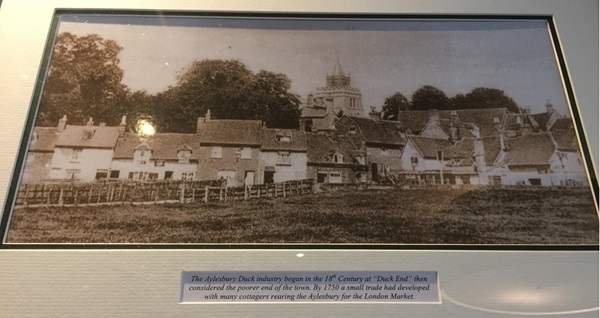 The Aylesbury Duck industry began in the 18th Century at "Duck End" then
considered the poorer end of the town. By 1750 a small trade had developed
with many cottagers rearing the Aylesbury for the London Market.